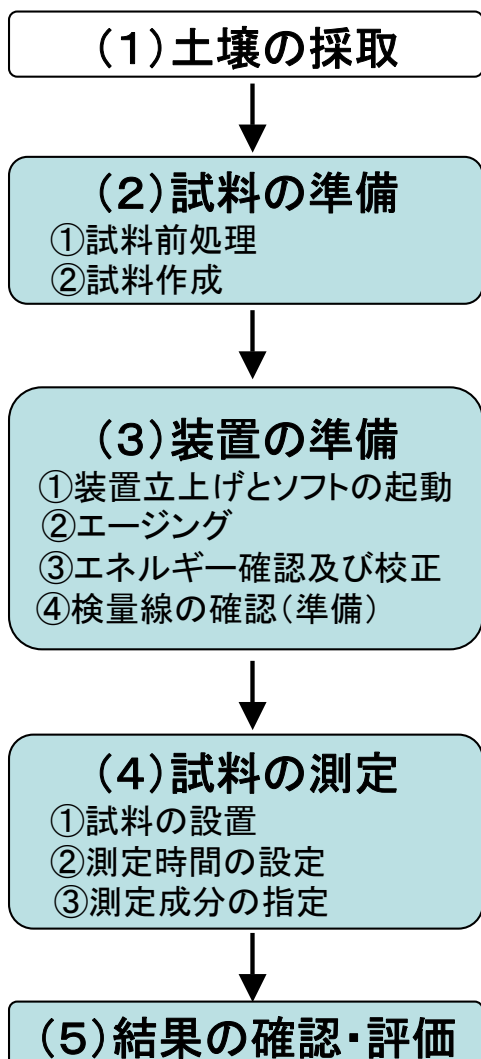 (1)土壌の採取
(2)試料の準備
①試料前処理
②試料作成
(3)装置の準備
①装置立上げとソフトの起動
②エージング
③エネルギー確認及び校正
④検量線の確認(準備)
(4)試料の測定
①試料の設置
②測定時間の設定
③測定成分の指定
(5)結果の確認・評価